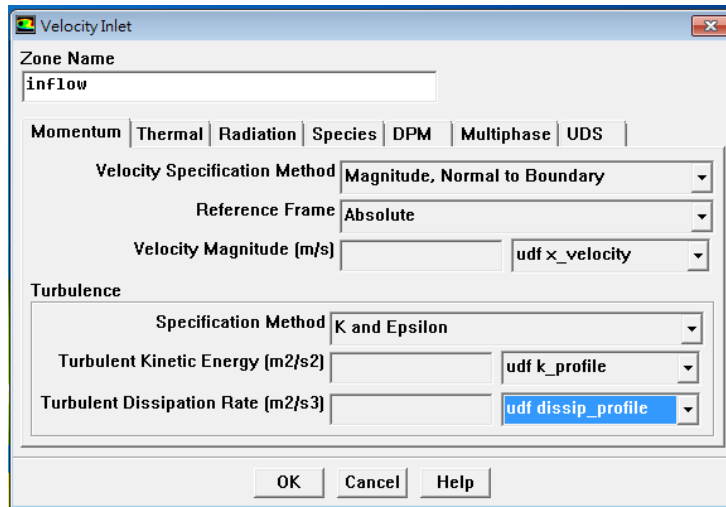 Velocity Inlet
Zone Name
inflow
Momentum Thermal Radiation Species DPM Multiphase UDS
Velocity Specification Method Magnitude, Normal to Boundary
Reference Frame Absolute
Velocity Magnitude (m/s) udf x_velocity
Turbulence
Specification Method K and Epsilon
Turbulent Kinetic Energy (m2/s2) udf k_profile
Turbulent Dissipation Rate (m2/s3) udf dissip_profile
OK Cancel Help